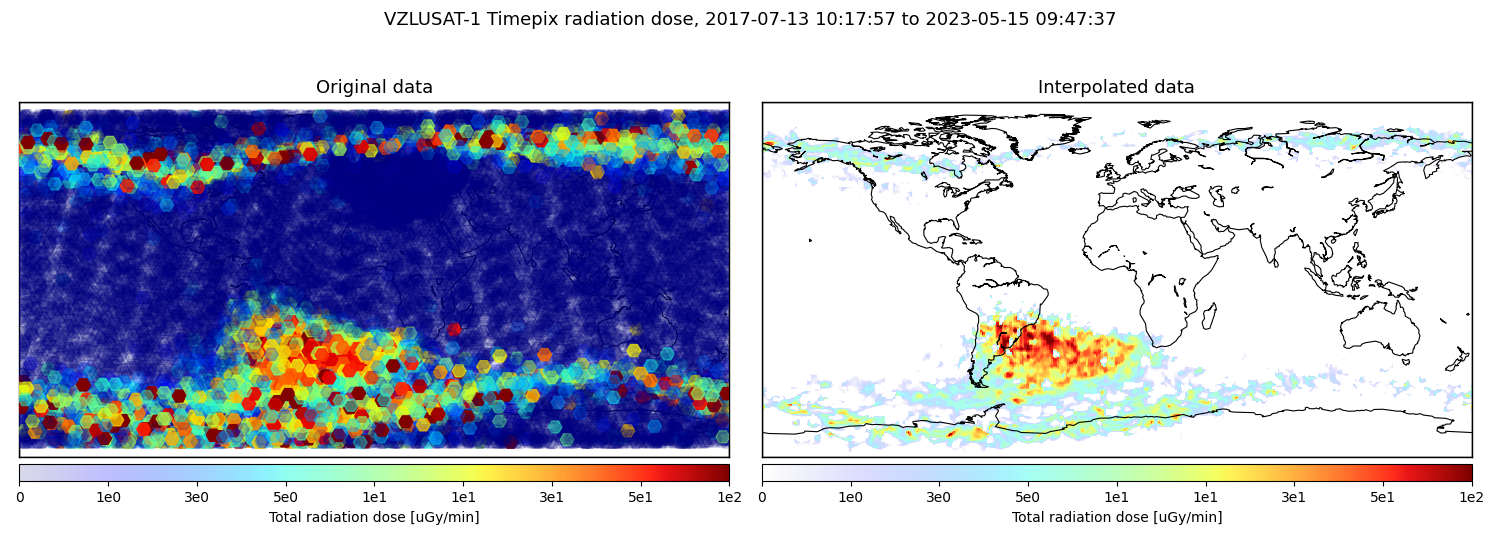 VZLUSAT-1 Timepix radiation dose, 2017-07-13 10:17:57 to 2023-05-15 09:47:37
Original data
Interpolated data
0 1e0 3e0 5e0 1e1 1e1 3e1 5e1 1e2
0 1e0 3e0 5e0 1e1 1e1 3e1 5e1 1e2
Total radiation dose [uGy/min]
Total radiation dose [uGy/min]